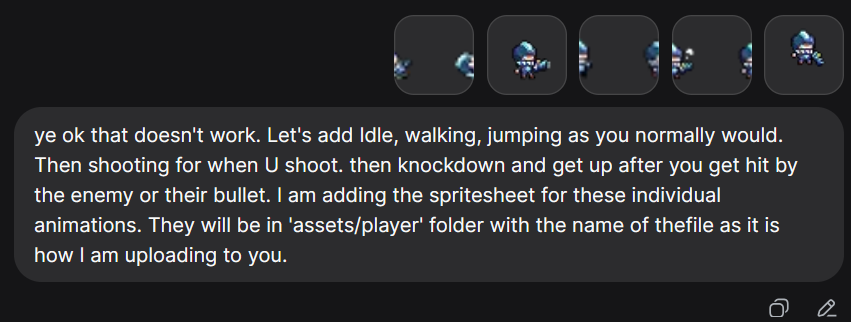 ye ok that doesn't work. Let's add Idle, walking, jumping as you normally would.
Then shooting for when U shoot. then knockdown and get up after you get hit by
the enemy or their bullet. I am adding the spritesheet for these individual
animations. They will be in 'assets/player' folder with the name of thefile as it is
how I am uploading to you.